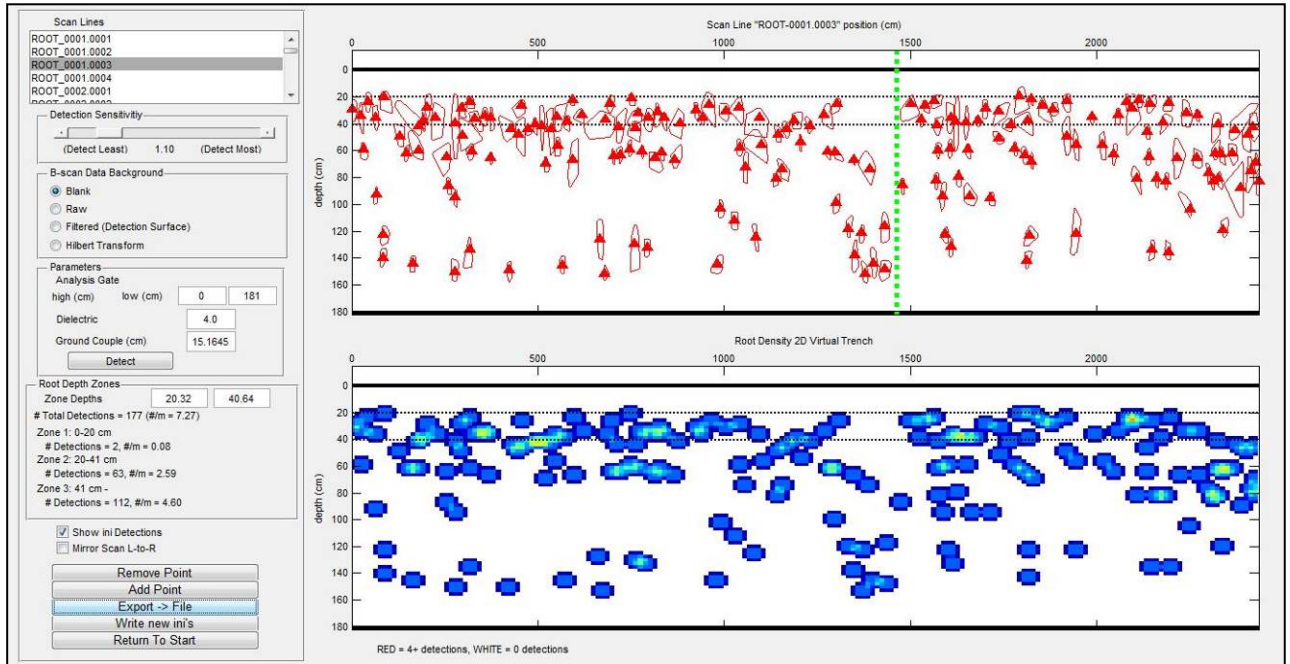 Scan Lines
ROOT_0001.0001
ROOT_0001.0002
ROOT_0001.0003
ROOT_0001.0004
ROOT_0002.0001
Detection Sensitivitiy
(Detect Least) 1.10 (Detect Most)
B-scan Data Background
Blank
Raw
Filtered (Detection Surface)
Hilbert Transform
Parameters
Analysis Gate
high (cm) low (cm) 0 181
Dielectric 4.0
Ground Couple (cm) 15.1645
Detect
Root Depth Zones
Zone Depths 20.32 40.64
# Total Detections = 177 (#/m = 7.27)
Zone 1: 0-20 cm
# Detections = 2, #/m = 0.08
Zone 2: 20-41 cm
# Detections = 63, #/m = 2.59
Zone 3: 41 cm -
# Detections = 112, #/m = 4.60
Show ini Detections
Mirror Scan L-to-R
Remove Point
Add Point
Export -> File
Write new ini's
Return To Start
Scan Line "ROOT-0001.0003" position (cm)
0 500 1000 1500 2000
0
20
40
60
80
100
120
140
160
180
depth (cm)
Root Density 2D Virtual Trench
0 500 1000 1500 2000
0
20
40
60
80
100
120
140
160
180
depth (cm)
RED = 4+ detections, WHITE = 0 detections